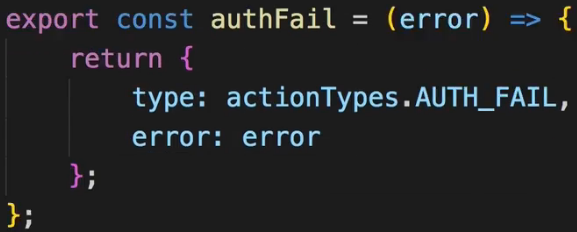 export const authFail = (error) => {
    return {
        type: actionTypes.AUTH_FAIL,
        error: error
    };
};